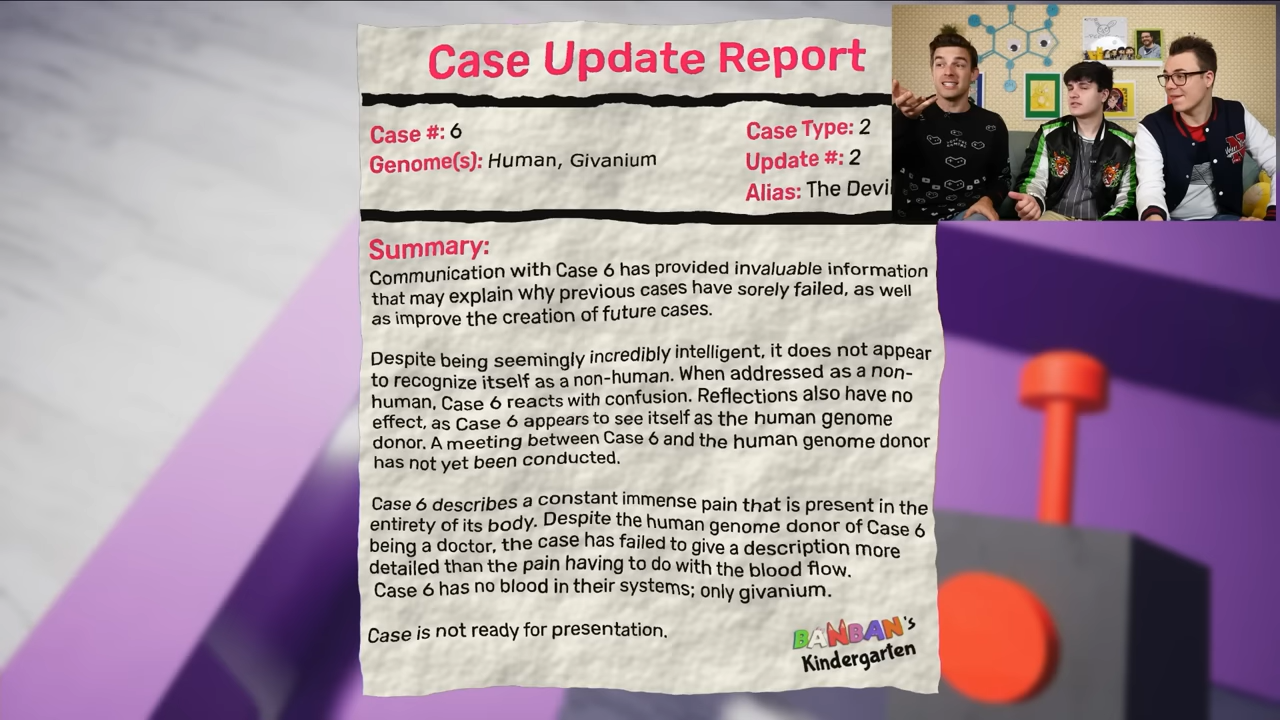 Case Update Report
Case #: 6
Genome(s): Human, Givanium
Case Type: 2
Update #: 2
Alias: The Devi
Summary:
Communication with Case 6 has provided invaluable information
that may explain why previous cases have sorely failed, as well
as improve the creation of future cases.
Despite being seemingly incredibly intelligent, it does not appear
to recognize itself as a non-human. When addressed as a non-
human, Case 6 reacts with confusion. Reflections also have no
effect, as Case 6 appears to see itself as the human genome
donor. A meeting between Case 6 and the human genome donor
has not yet been conducted.
Case 6 describes a constant immense pain that is present in the
entirety of its body. Despite the human genome donor of Case 6
being a doctor, the case has failed to give a description more
detailed than the pain having to do with the blood flow.
Case 6 has no blood in their systems; only givanium.
Case is not ready for presentation.
BANBAN's
Kindergarten